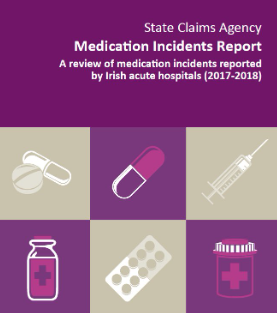 State Claims Agency
Medication Incidents Report
A review of medication incidents reported
by Irish acute hospitals (2017-2018)